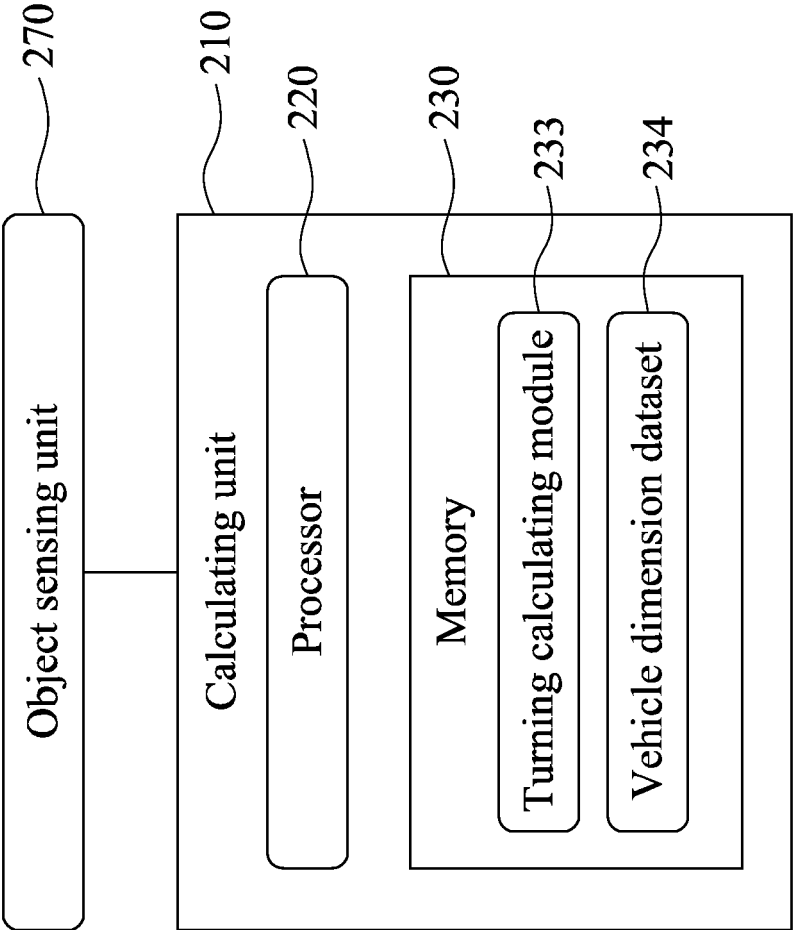 Object sensing unit
270
Calculating unit
210
Processor
220
Memory
230
Turning calculating module
233
Vehicle dimension dataset
234